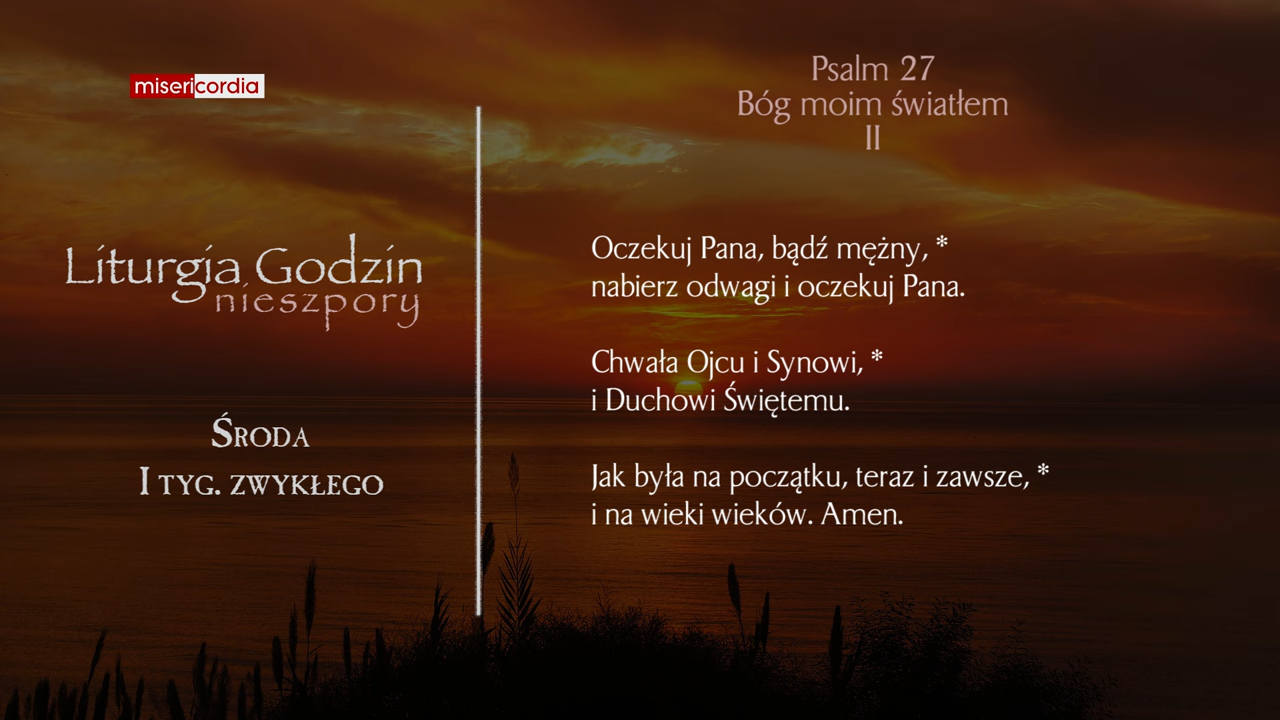 misericordia
Liturgia Godzin
nieszpory
Środa
I tyg. zwykłego
Psalm 27
Bóg moim światłem
II
Oczekuj Pana, bądź mężny, *
nabierz odwagi i oczekuj Pana.
Chwała Ojcu i Synowi, *
i Duchowi Świętemu.
Jak była na początku, teraz i zawsze, *
i na wieki wieków. Amen.